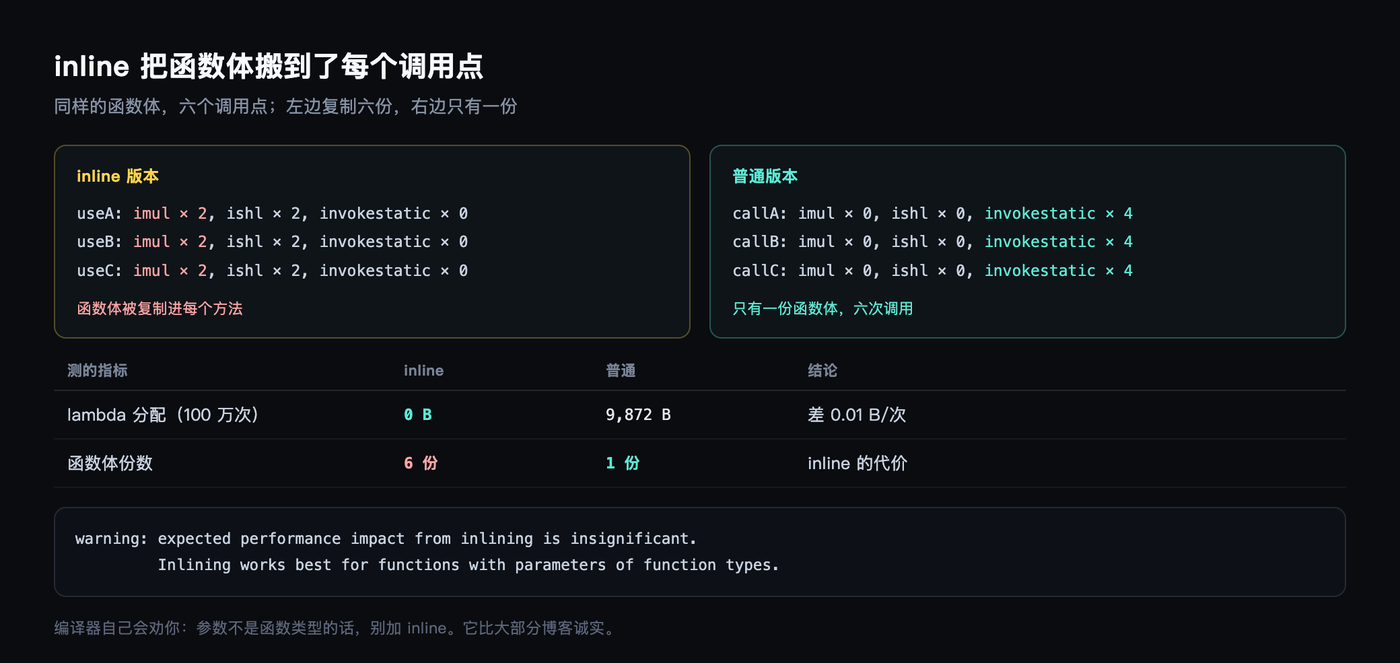 inline 把函数体搬到了每个调用点
同样的函数体，六个调用点；左边复制六份，右边只有一份
inline 版本
useA: imul × 2, ishl × 2, invokestatic × 0
useB: imul × 2, ishl × 2, invokestatic × 0
useC: imul × 2, ishl × 2, invokestatic × 0
函数体被复制进每个方法
普通版本
callA: imul × 0, ishl × 0, invokestatic × 4
callB: imul × 0, ishl × 0, invokestatic × 4
callC: imul × 0, ishl × 0, invokestatic × 4
只有一份函数体，六次调用
测的指标 inline 普通 结论
lambda 分配（100 万次） 0 B 9,872 B 差 0.01 B/次
函数体份数 6 份 1 份 inline 的代价
warning: expected performance impact from inlining is insignificant.
Inlining works best for functions with parameters of function types.
编译器自己会劝你：参数不是函数类型的话，别加 inline。它比大部分博客诚实。